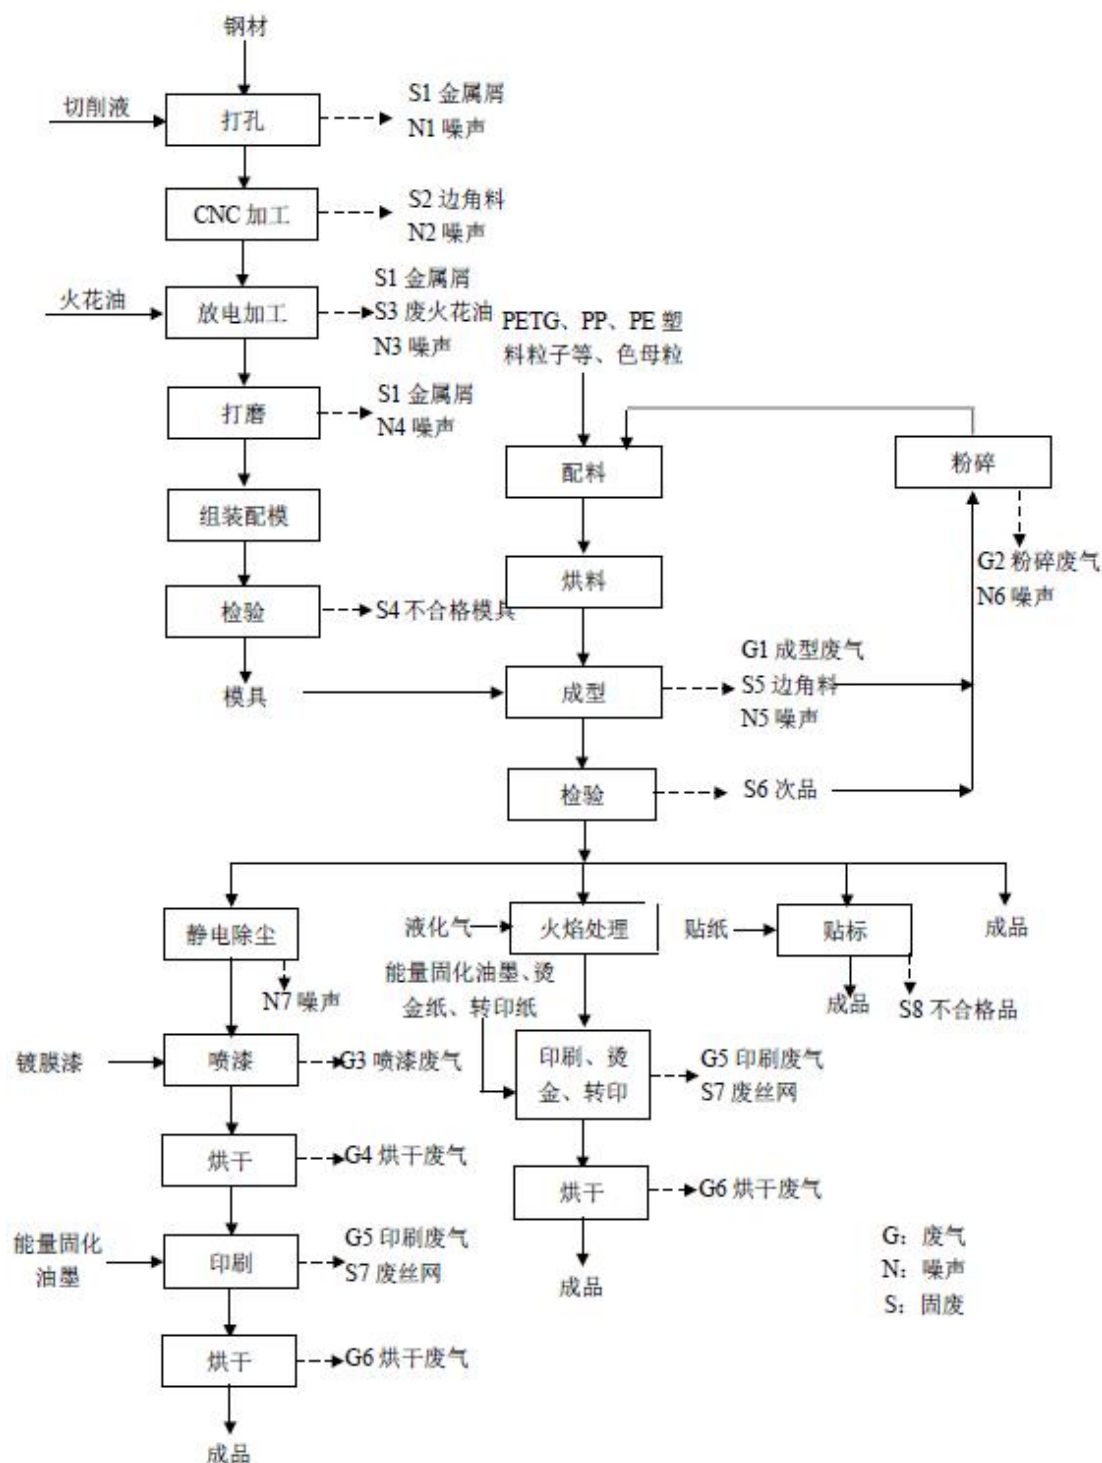 钢材
切削液
打孔
S1 金属屑
N1 噪声
CNC 加工
S2 边角料
N2 噪声
火花油
放电加工
S1 金属屑
S3 废火花油
N3 噪声
打磨
S1 金属屑
N4 噪声
组装配模
检验
S4 不合格模具
模具
PETG、PP、PE 塑
料粒子等、色母粒
配料
粉碎
G2 粉碎废气
N6 噪声
烘料
成型
G1 成型废气
S5 边角料
N5 噪声
检验
S6 次品
静电除尘
N7 噪声
镀膜漆
喷漆
G3 喷漆废气
烘干
G4 烘干废气
能量固化
油墨
印刷
G5 印刷废气
S7 废丝网
烘干
G6 烘干废气
成品
液化气
火焰处理
能量固化油墨、烫
金纸、转印纸
印刷、烫
金、转印
G5 印刷废气
S7 废丝网
烘干
G6 烘干废气
成品
贴纸
贴标
成品
S8 不合格品
成品
G：废气
N：噪声
S：固废